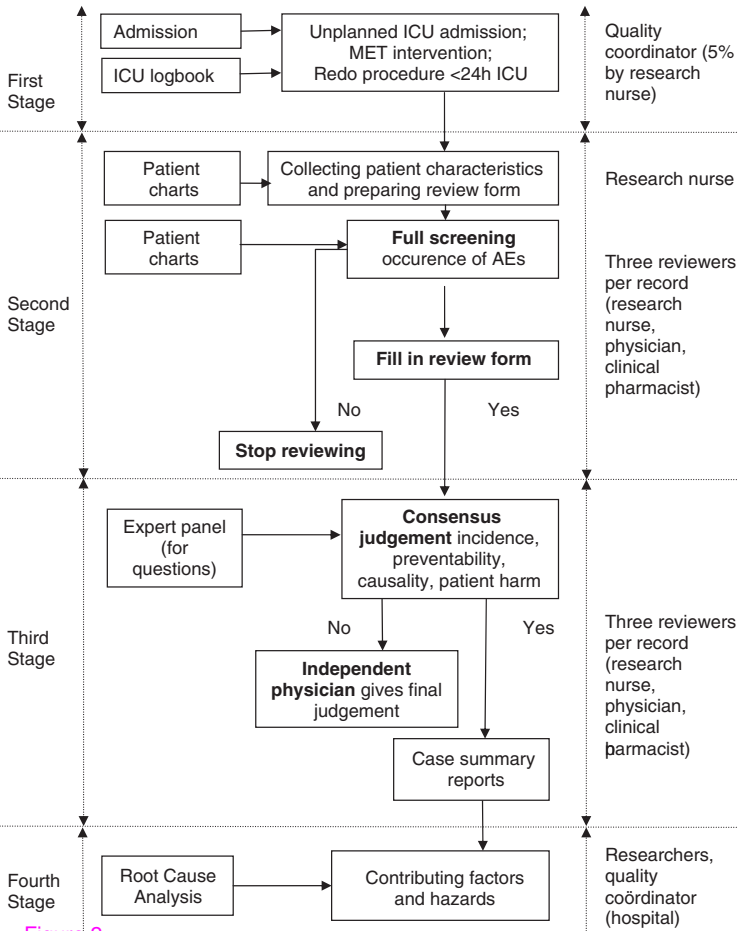 First
Stage
Admission
ICU logbook
Unplanned ICU admission;
MET intervention;
Redo procedure <24h ICU
Quality
coordinator (5%
by research
nurse)
Second
Stage
Patient
charts
Collecting patient characteristics
and preparing review form
Research nurse
Patient
charts
Full screening
occurence of AEs
Three reviewers
per record
(research
nurse,
physician,
clinical
pharmacist)
Fill in review form
No
Yes
Stop reviewing
Third
Stage
Expert panel
(for
questions)
Consensus
judgement incidence,
preventability,
causality, patient harm
No
Yes
Independent
physician gives final
judgement
Case summary
reports
Three reviewers
per record
(research
nurse,
physician,
clinical
parmacist)
Fourth
Stage
Root Cause
Analysis
Contributing factors
and hazards
Researchers,
quality
coördinator
(hospital)